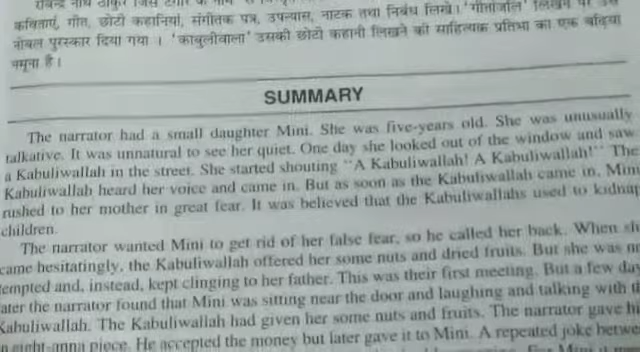 कविताएं, गीत, छोटी कहानियां, संगीतक पत्र, उपन्यास, नाटक तथा निबंध लिखे। 'गीतांजलि' लिखने पर उसे
नोबल पुरस्कार दिया गया । 'काबुलीवाला' उसकी छोटी कहानी लिखने की साहित्यक प्रतिभा का एक बढ़िया
नमूना है।
SUMMARY
The narrator had a small daughter Mini. She was five-years old. She was unusually
talkative. It was unnatural to see her quiet. One day she looked out of the window and saw
a Kabuliwallah in the street. She started shouting "A Kabuliwallah! A Kabuliwallah!" The
Kabuliwallah heard her voice and came in. But as soon as the Kabuliwallah came in, Mini
rushed to her mother in great fear. It was believed that the Kabuliwallahs used to kidnap
children.
The narrator wanted Mini to get rid of her false fear, so he called her back. When sh
came hesitatingly, the Kabuliwallah offered her some nuts and dried fruits. But she was n
tempted and, instead, kept clinging to her father. This was their first meeting. But a few da
ater the narrator found that Mini was sitting near the door and laughing and talking with t
Kabuliwallah. The Kabuliwallah had given her some nuts and fruits. The narrator gave h
n eight-anna piece. He accepted the money but later gave it to Mini. A repeated joke betwe